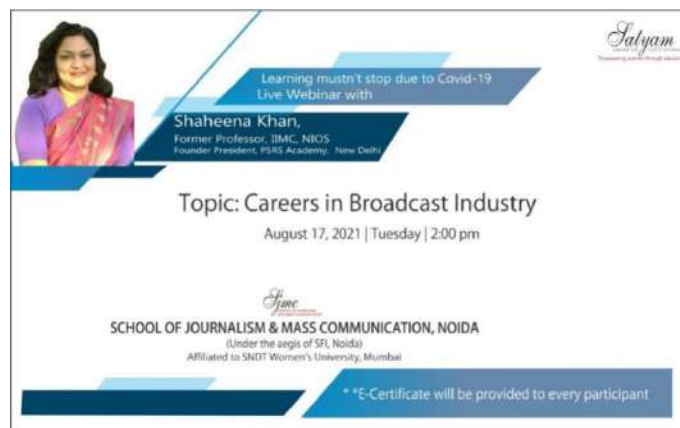 Satyam
Learning mustn't stop due to Covid-19
Live Webinar with
Shaheena Khan,
Former Professor, IIMC, NIOS
Founder President, PSRS Academy, New Delhi
Topic: Careers in Broadcast Industry
August 17, 2021 | Tuesday | 2:00 pm
Sjmc
SCHOOL OF JOURNALISM & MASS COMMUNICATION, NOIDA
(Under the aegis of SFI, Noida)
Affiliated to SNDT Women's University, Mumbai
* *E-Certificate will be provided to every participant